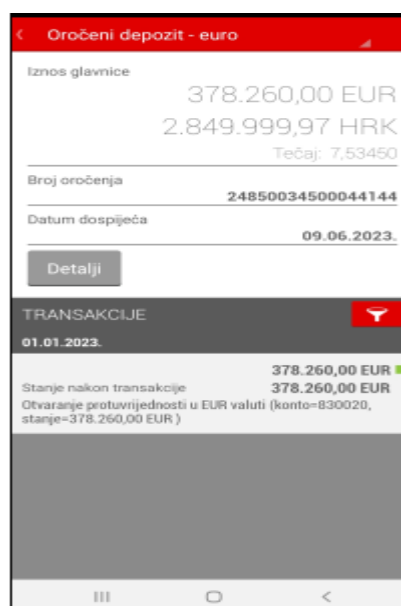 Oročeni depozit - euro
Iznos glavnice
378.260,00 EUR
2.849.999,97 HRK
Tečaj: 7,53450
Broj oročenja
24850034500044144
Datum dospijeća
09.06.2023.
Detalji
TRANSAKCIJE
01.01.2023.
378.260,00 EUR
Stanje nakon transakcije 378.260,00 EUR
Otvaranje protuvrijednosti u EUR valuti (konto=830020,
stanje=378.260,00 EUR )